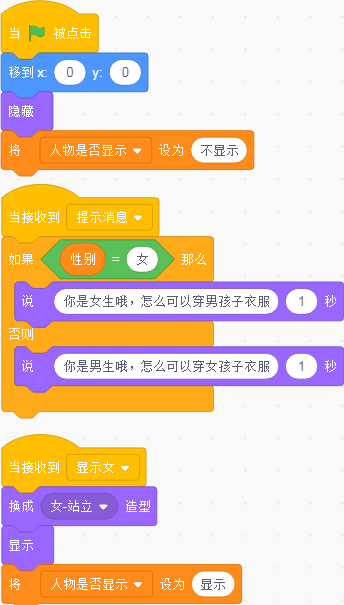 当 被点击
移到 x: 0 y: 0
隐藏
将 人物是否显示 设为 不显示
当接收到 提示消息
如果 性别 = 女 那么
说 你是女生哦，怎么可以穿男孩子衣服 1 秒
否则
说 你是男生哦，怎么可以穿女孩子衣服 1 秒
当接收到 显示女
换成 女-站立 造型
显示
将 人物是否显示 设为 显示